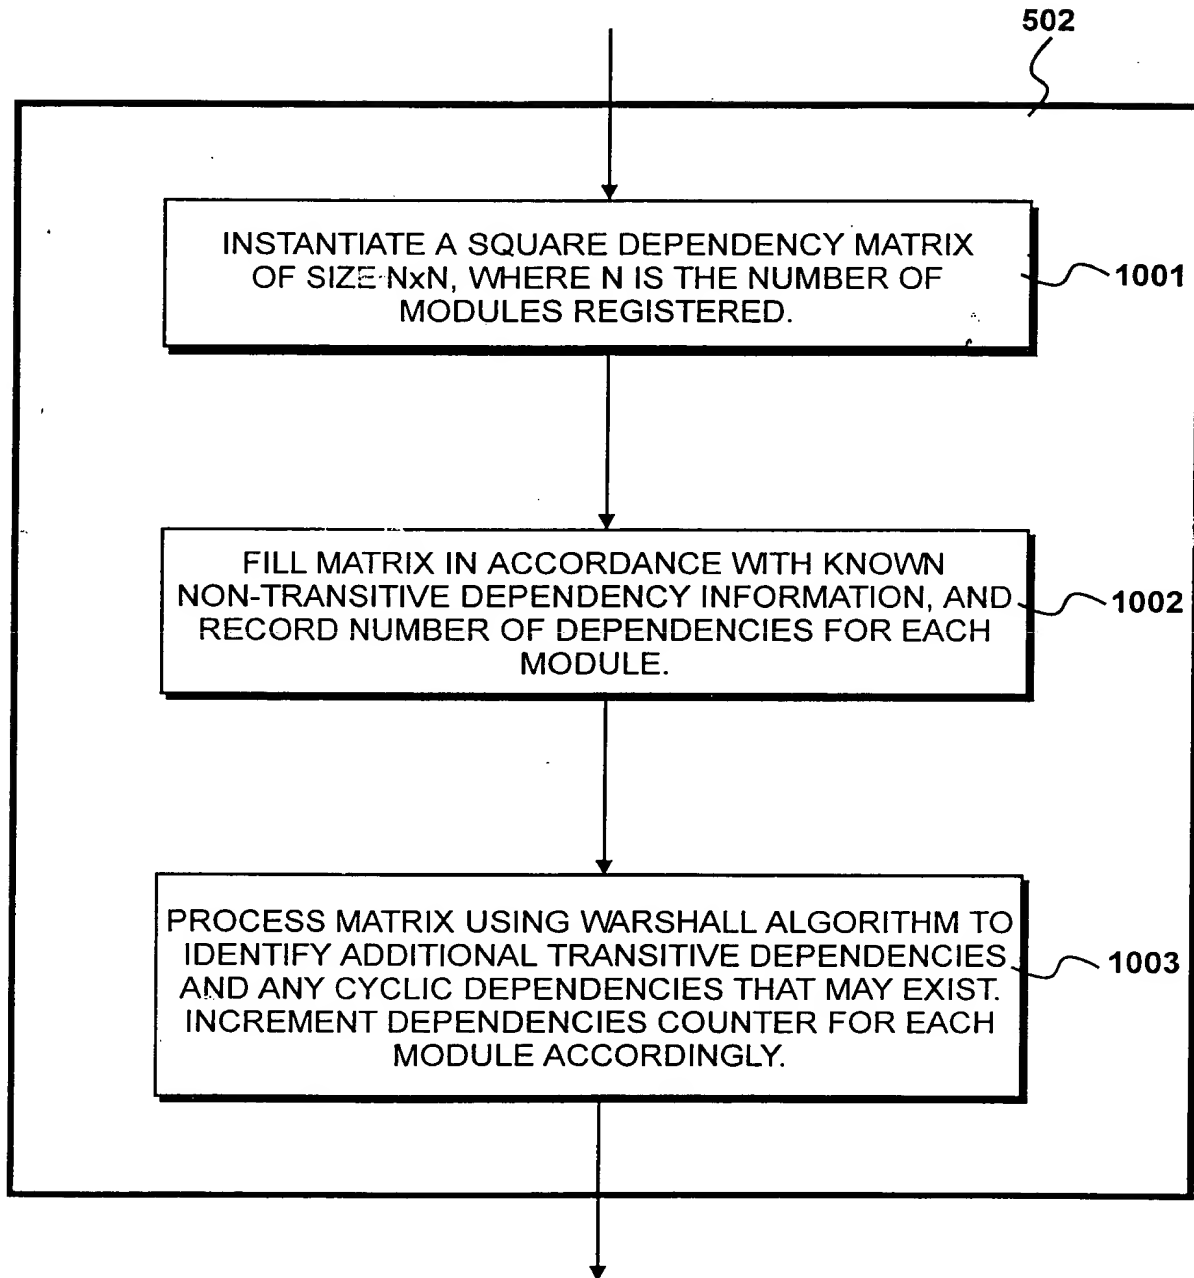 502
INSTANTIATE A SQUARE DEPENDENCY MATRIX
OF SIZE NxN, WHERE N IS THE NUMBER OF
MODULES REGISTERED.
1001
FILL MATRIX IN ACCORDANCE WITH KNOWN
NON-TRANSITIVE DEPENDENCY INFORMATION, AND
RECORD NUMBER OF DEPENDENCIES FOR EACH
MODULE.
1002
PROCESS MATRIX USING WARSHALL ALGORITHM TO
IDENTIFY ADDITIONAL TRANSITIVE DEPENDENCIES
AND ANY CYCLIC DEPENDENCIES THAT MAY EXIST.
INCREMENT DEPENDENCIES COUNTER FOR EACH
MODULE ACCORDINGLY.
1003